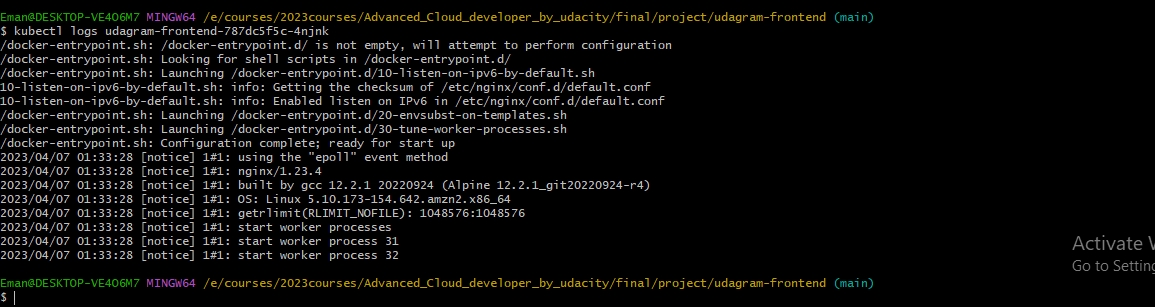 Eman@DESKTOP-VE4O6M7 MINGW64 /e/courses/2023courses/Advanced_Cloud_developer_by_udacity/final/project/udagram-frontend (main)
$ kubectl logs udagram-frontend-787dc5f5c-4njnk
/docker-entrypoint.sh: /docker-entrypoint.d/ is not empty, will attempt to perform configuration
/docker-entrypoint.sh: Looking for shell scripts in /docker-entrypoint.d/
/docker-entrypoint.sh: Launching /docker-entrypoint.d/10-listen-on-ipv6-by-default.sh
10-listen-on-ipv6-by-default.sh: info: Getting the checksum of /etc/nginx/conf.d/default.conf
10-listen-on-ipv6-by-default.sh: info: Enabled listen on IPv6 in /etc/nginx/conf.d/default.conf
/docker-entrypoint.sh: Launching /docker-entrypoint.d/20-envsubst-on-templates.sh
/docker-entrypoint.sh: Launching /docker-entrypoint.d/30-tune-worker-processes.sh
/docker-entrypoint.sh: Configuration complete; ready for start up
2023/04/07 01:33:28 [notice] 1#1: using the "epoll" event method
2023/04/07 01:33:28 [notice] 1#1: nginx/1.23.4
2023/04/07 01:33:28 [notice] 1#1: built by gcc 12.2.1 20220924 (Alpine 12.2.1_git20220924-r4)
2023/04/07 01:33:28 [notice] 1#1: OS: Linux 5.10.173-154.642.amzn2.x86_64
2023/04/07 01:33:28 [notice] 1#1: getrlimit(RLIMIT_NOFILE): 1048576:1048576
2023/04/07 01:33:28 [notice] 1#1: start worker processes
2023/04/07 01:33:28 [notice] 1#1: start worker process 31
2023/04/07 01:33:28 [notice] 1#1: start worker process 32
Activate
Go to Setting
Eman@DESKTOP-VE4O6M7 MINGW64 /e/courses/2023courses/Advanced_Cloud_developer_by_udacity/final/project/udagram-frontend (main)
$